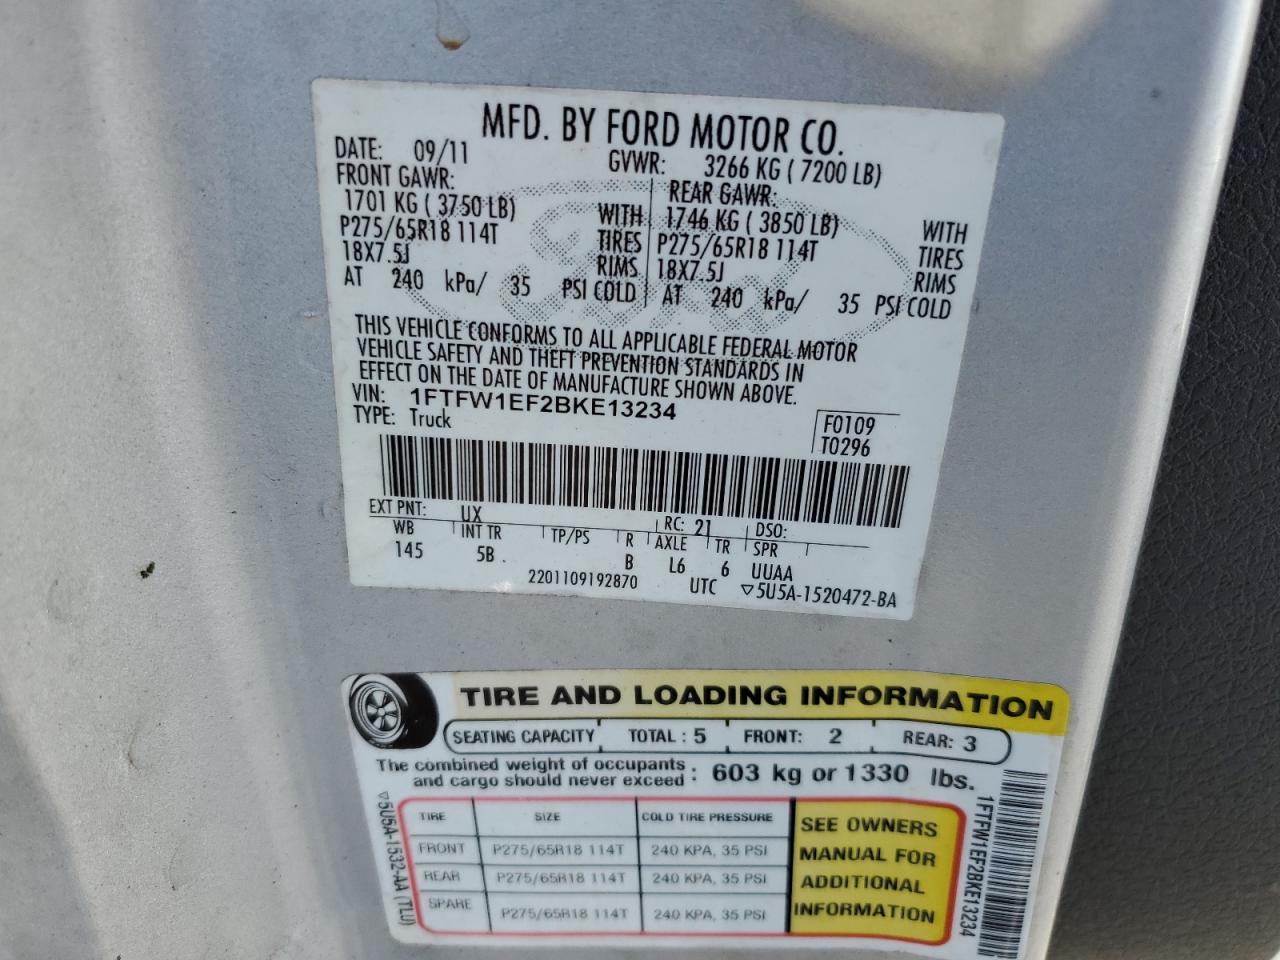 MFD. BY FORD MOTOR CO.
DATE: 09/11 GVWR: 3266 KG ( 7200 LB)
FRONT GAWR: REAR GAWR:
1701 KG ( 3750 LB) WITH 1746 KG ( 3850 LB) WITH
P275/65R18 114T TIRES P275/65R18 114T TIRES
18X7.5J RIMS 18X7.5J RIMS
AT 240 kPa/ 35 PSI COLD AT 240 kPa/ 35 PSI COLD
THIS VEHICLE CONFORMS TO ALL APPLICABLE FEDERAL MOTOR
VEHICLE SAFETY AND THEFT PREVENTION STANDARDS IN
EFFECT ON THE DATE OF MANUFACTURE SHOWN ABOVE.
VIN: 1FTFW1EF2BKE13234
TYPE: Truck
F0109
T0296
EXT PNT: UX RC: 21 DSO:
WB INT TR TP/PS R AXLE TR SPR
145 5B B L6 6 UUAA
2201109192870 UTC ▽5U5A-1520472-BA
TIRE AND LOADING INFORMATION
SEATING CAPACITY TOTAL : 5 FRONT: 2 REAR: 3
The combined weight of occupants
and cargo should never exceed : 603 kg or 1330 lbs.
TIRE SIZE COLD TIRE PRESSURE
FRONT P275/65R18 114T 240 KPA, 35 PSI
REAR P275/65R18 114T 240 KPA, 35 PSI
SPARE P275/65R18 114T 240 KPA, 35 PSI
SEE OWNERS
MANUAL FOR
ADDITIONAL
INFORMATION
▽5U5A-1532-AA (TLU)
1FTFW1EF2BKE13234